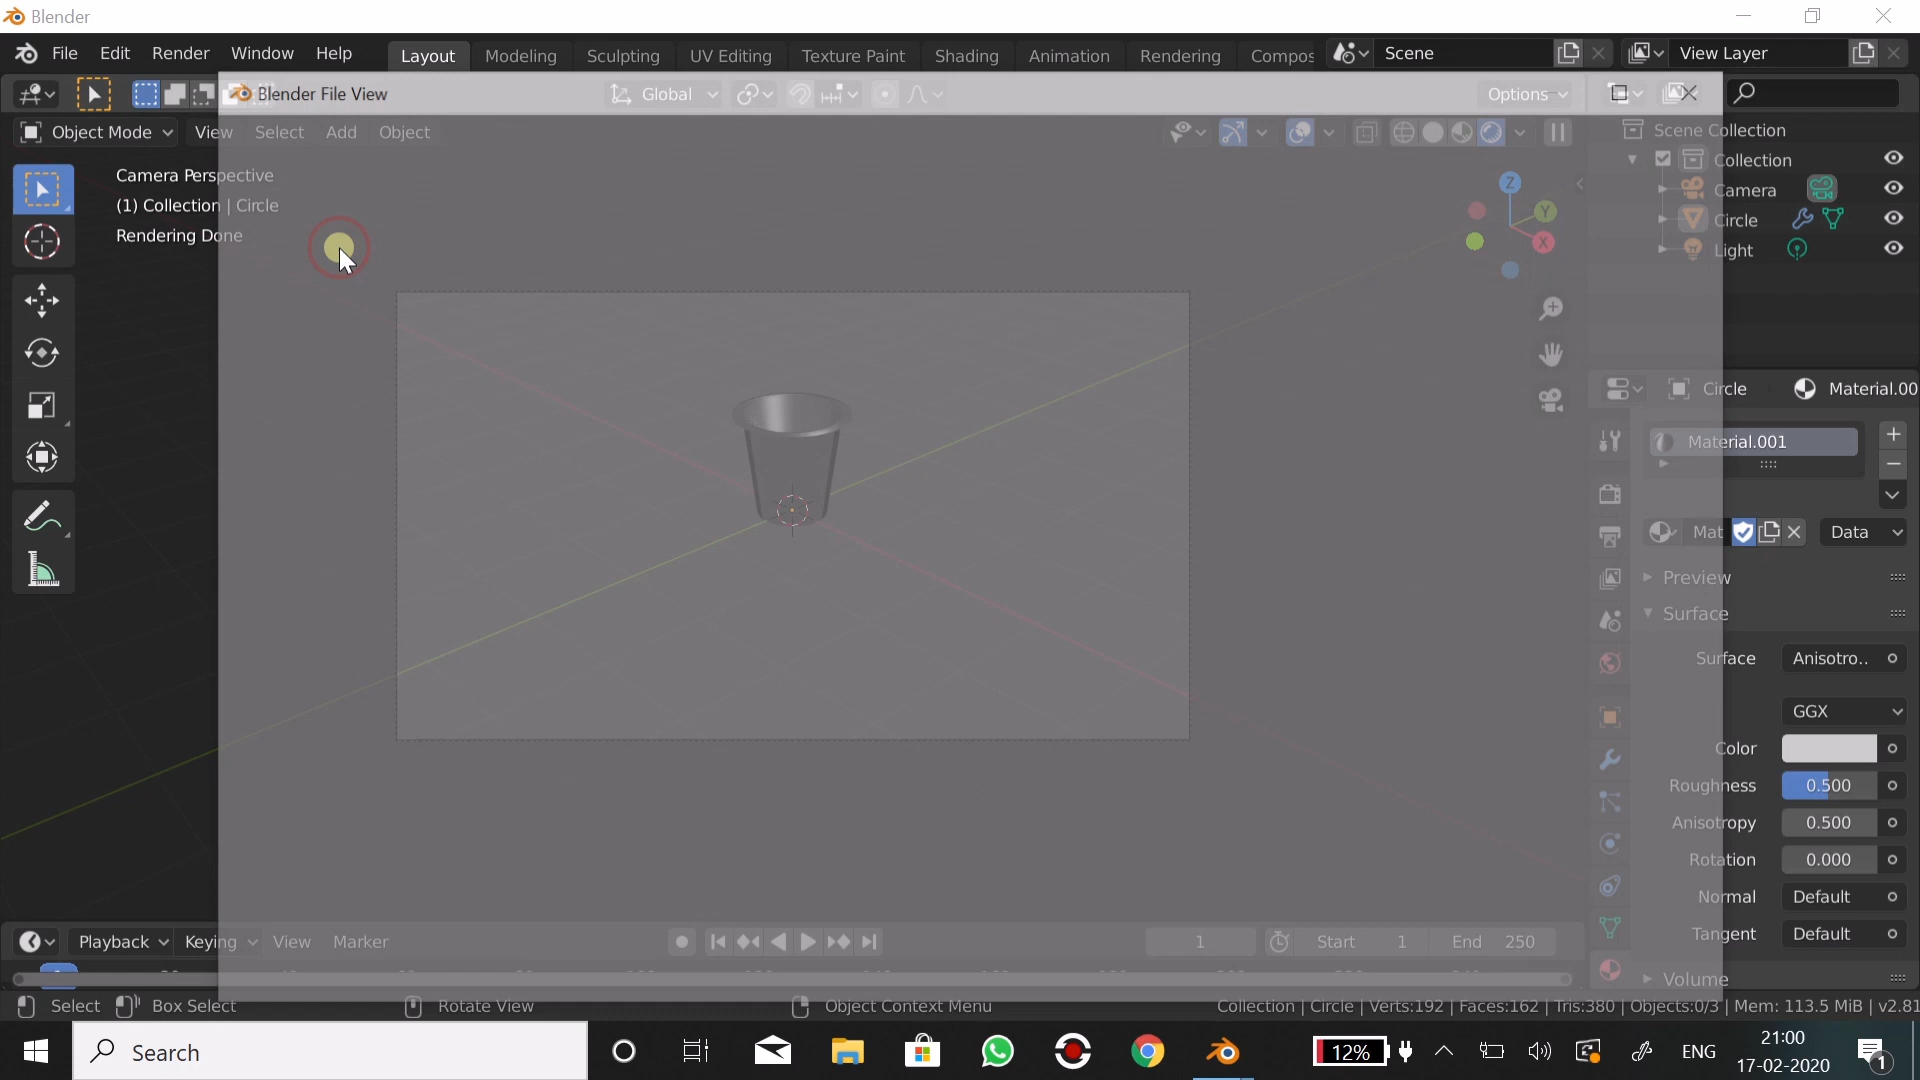 Blender
File Edit Render Window Help Layout Modeling Sculpting UV Editing Texture Paint Shading Animation Rendering Compos Scene View Layer
Blender File View Global Options
Object Mode View Select Add Object
Scene Collection
Collection
Camera
Circle
Light
Camera Perspective
(1) Collection | Circle
Rendering Done
Z
Y
X
Circle Material.00
Material.001
Mat Data
Preview
Surface
Surface Anisotro..
GGX
Color
Roughness 0.500
Anisotropy 0.500
Rotation 0.000
Normal Default
Tangent Default
Volume
Playback Keying View Marker 1 Start 1 End 250
Select Box Select Rotate View Object Context Menu Collection | Circle | Verts:192 | Faces:162 | Tris:380 | Objects:0/3 | Mem: 113.5 MiB | v2.81
Search 12% ENG 21:00
17-02-2020 1